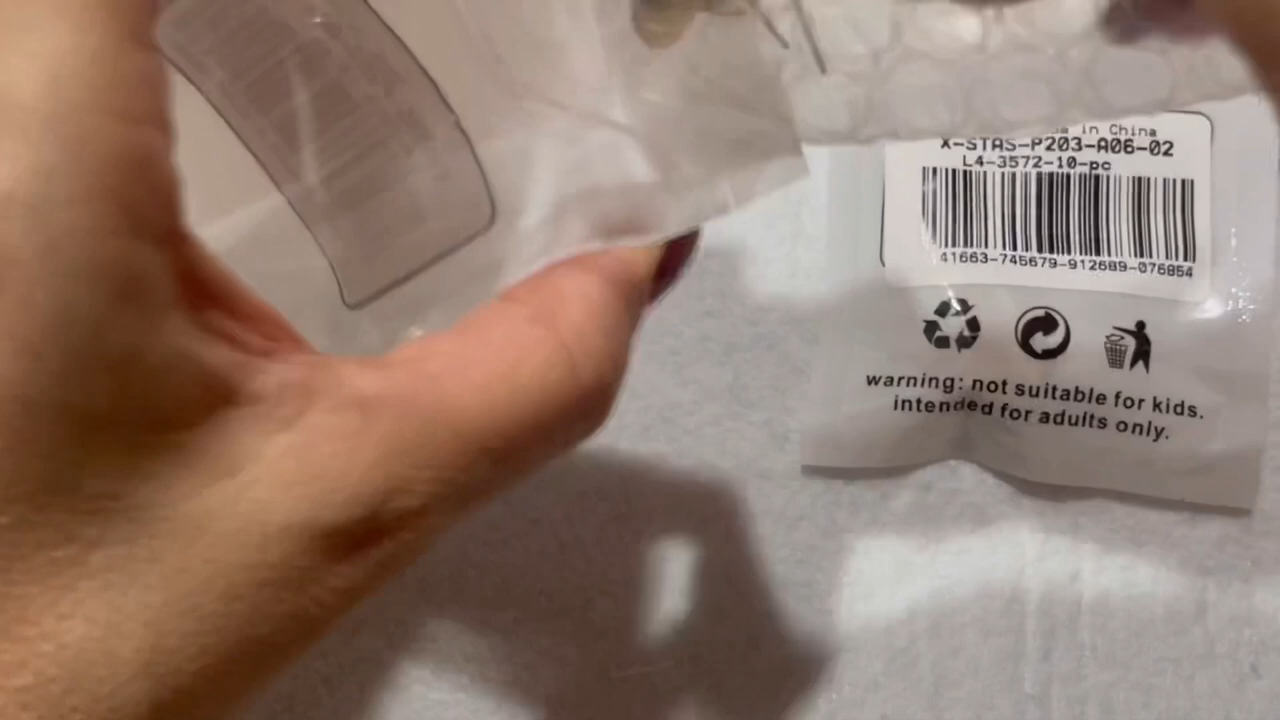 in China
X-STAS-P203-A06-02
L4-3572-10-pc
41663-745679-912689-076854
warning: not suitable for kids.
intended for adults only.